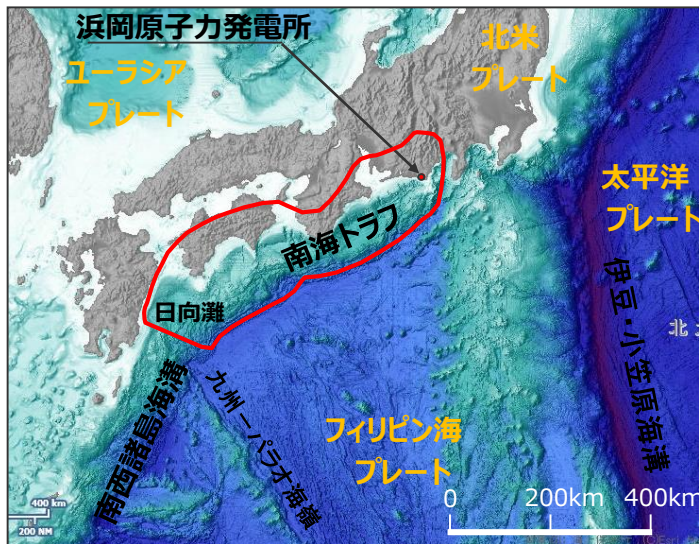 浜岡原子力発電所
北米
プレート
ユーラシア
プレート
太平洋
プレート
南海トラフ
日向灘
伊豆・小笠原海溝
北
南西諸島海溝
九州ーパラオ海嶺
フィリピン海
プレート
0
200km
400km
400 km
200 NM